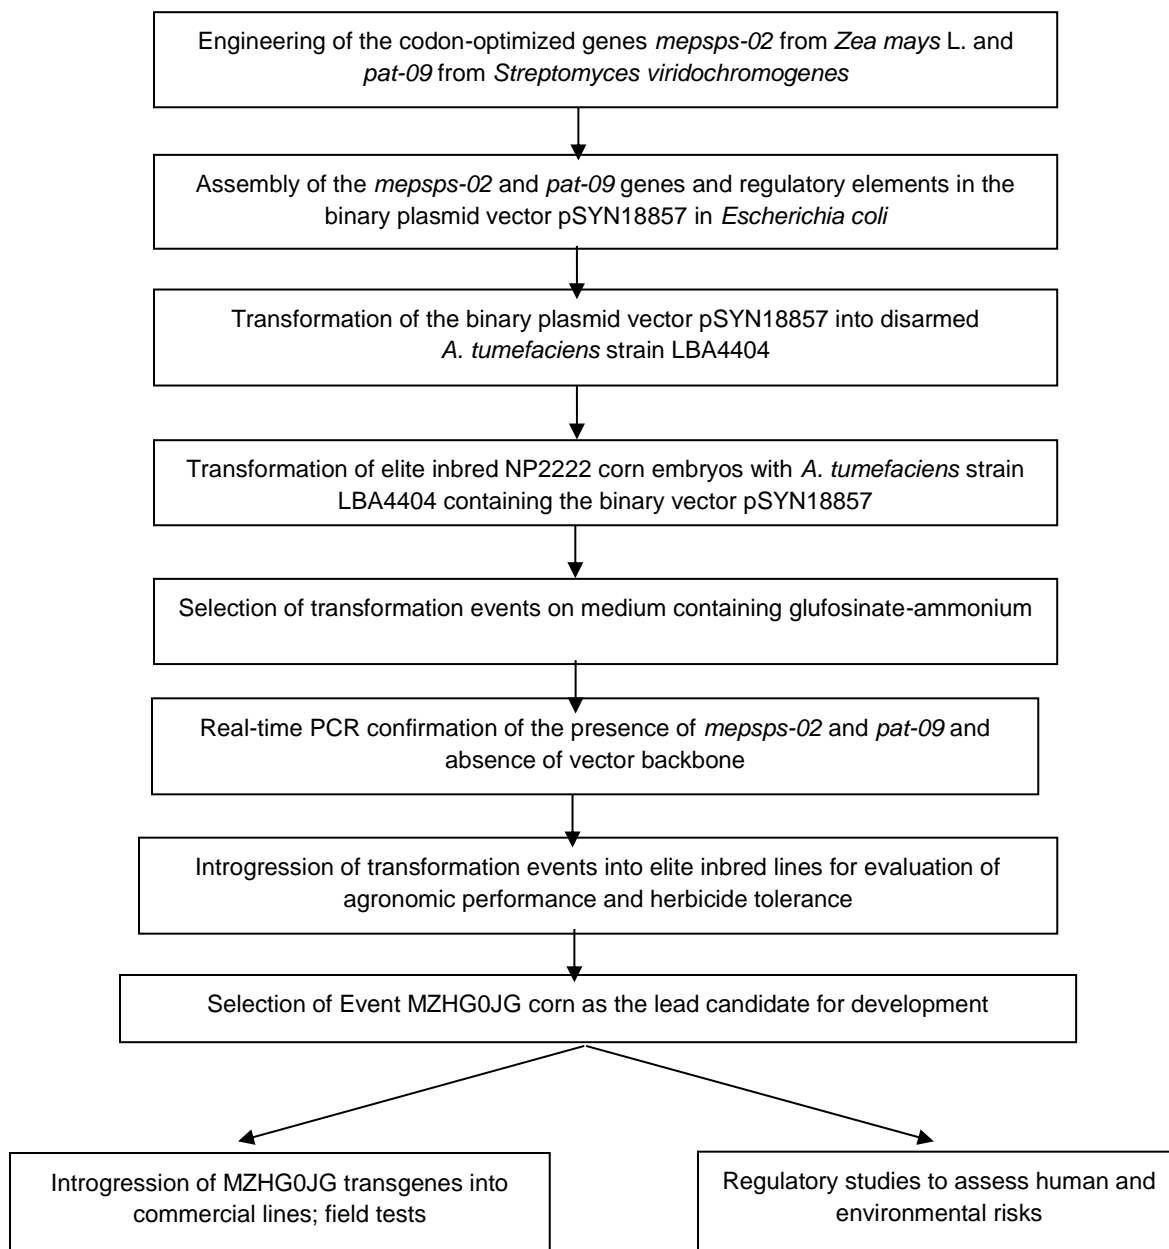 Engineering of the codon-optimized genes mepsps-02 from Zea mays L. and
pat-09 from Streptomyces viridochromogenes
Assembly of the mepsps-02 and pat-09 genes and regulatory elements in the
binary plasmid vector pSYN18857 in Escherichia coli
Transformation of the binary plasmid vector pSYN18857 into disarmed
A. tumefaciens strain LBA4404
Transformation of elite inbred NP2222 corn embryos with A. tumefaciens strain
LBA4404 containing the binary vector pSYN18857
Selection of transformation events on medium containing glufosinate-ammonium
Real-time PCR confirmation of the presence of mepsps-02 and pat-09 and
absence of vector backbone
Introgression of transformation events into elite inbred lines for evaluation of
agronomic performance and herbicide tolerance
Selection of Event MZHG0JG corn as the lead candidate for development
Introgression of MZHG0JG transgenes into
commercial lines; field tests
Regulatory studies to assess human and
environmental risks